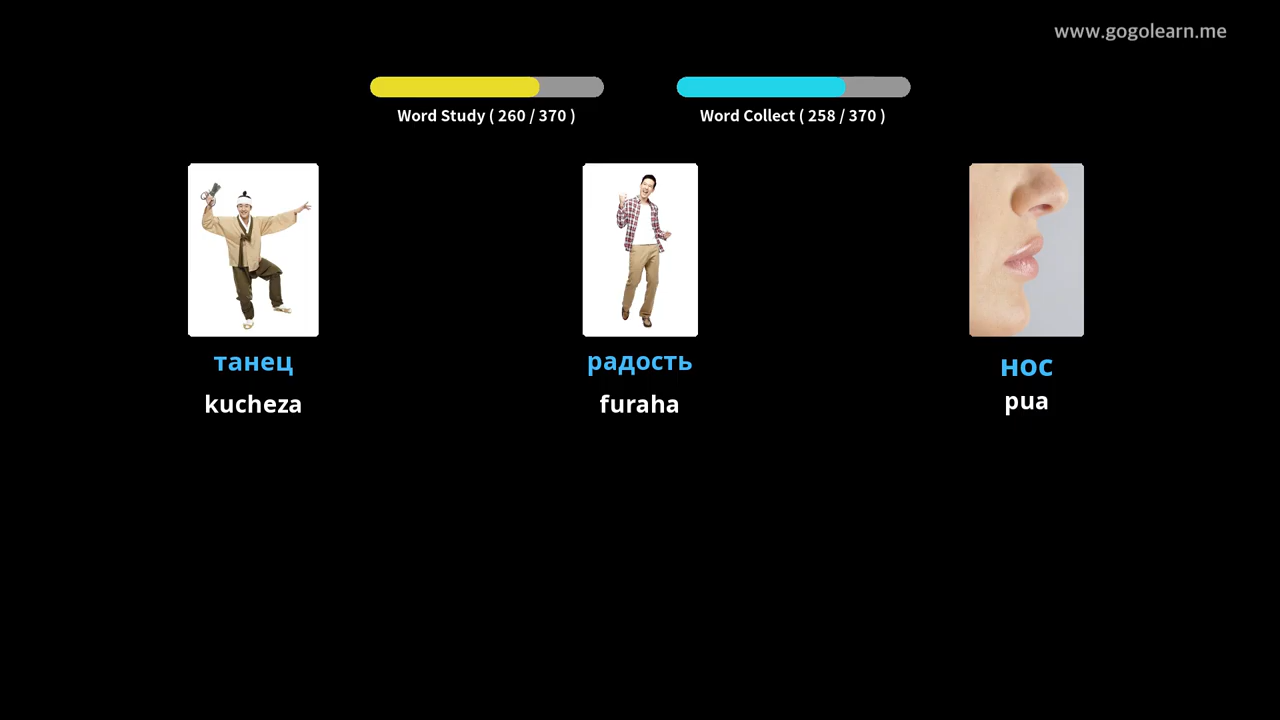 www.gogolearn.me
Word Study ( 260 / 370 )
Word Collect ( 258 / 370 )
танец
радость
нос
kucheza
furaha
pua